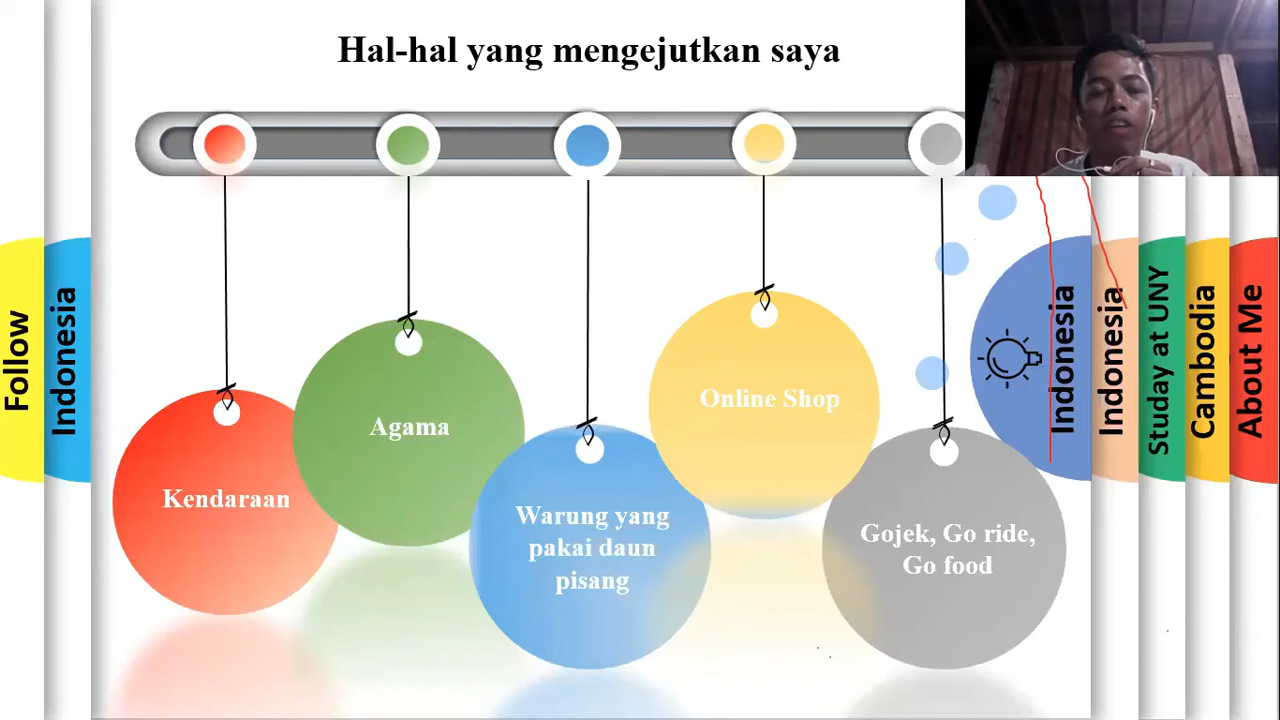 Hal-hal yang mengejutkan saya
Follow
Indonesia
Kendaraan
Agama
Warung yang
pakai daun
pisang
Online Shop
Gojek, Go ride,
Go food
Indonesia
Indonesia
Studay at UNY
Cambodia
About Me